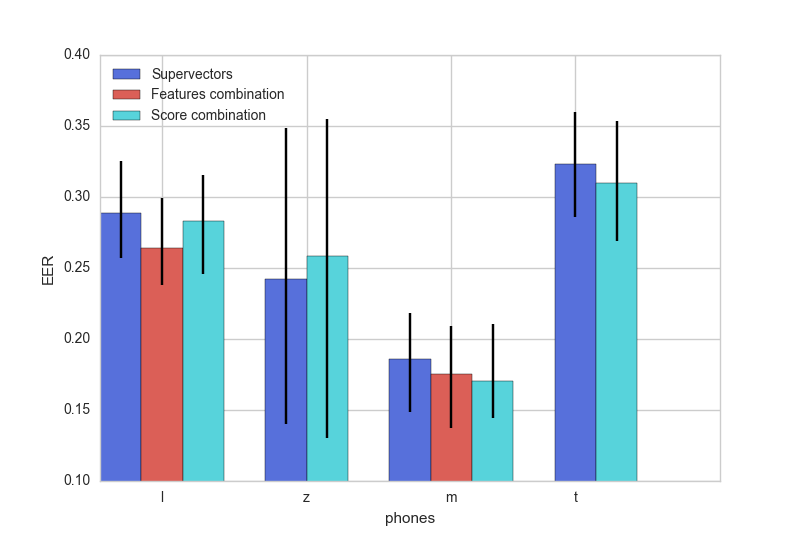 0.40
0.35
0.30
0.25
0.20
0.15
0.10
EER
Supervectors
Features combination
Score combination
l z m t
phones